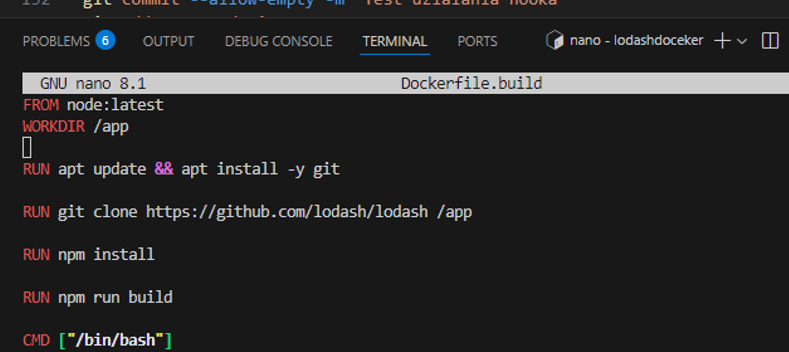 git commit --allow-empty -m "Test działania hooka"
PROBLEMS 6 OUTPUT DEBUG CONSOLE TERMINAL PORTS nano - lodashdoceker
GNU nano 8.1 Dockerfile.build
FROM node:latest
WORKDIR /app
RUN apt update && apt install -y git
RUN git clone https://github.com/lodash/lodash /app
RUN npm install
RUN npm run build
CMD ["/bin/bash"]